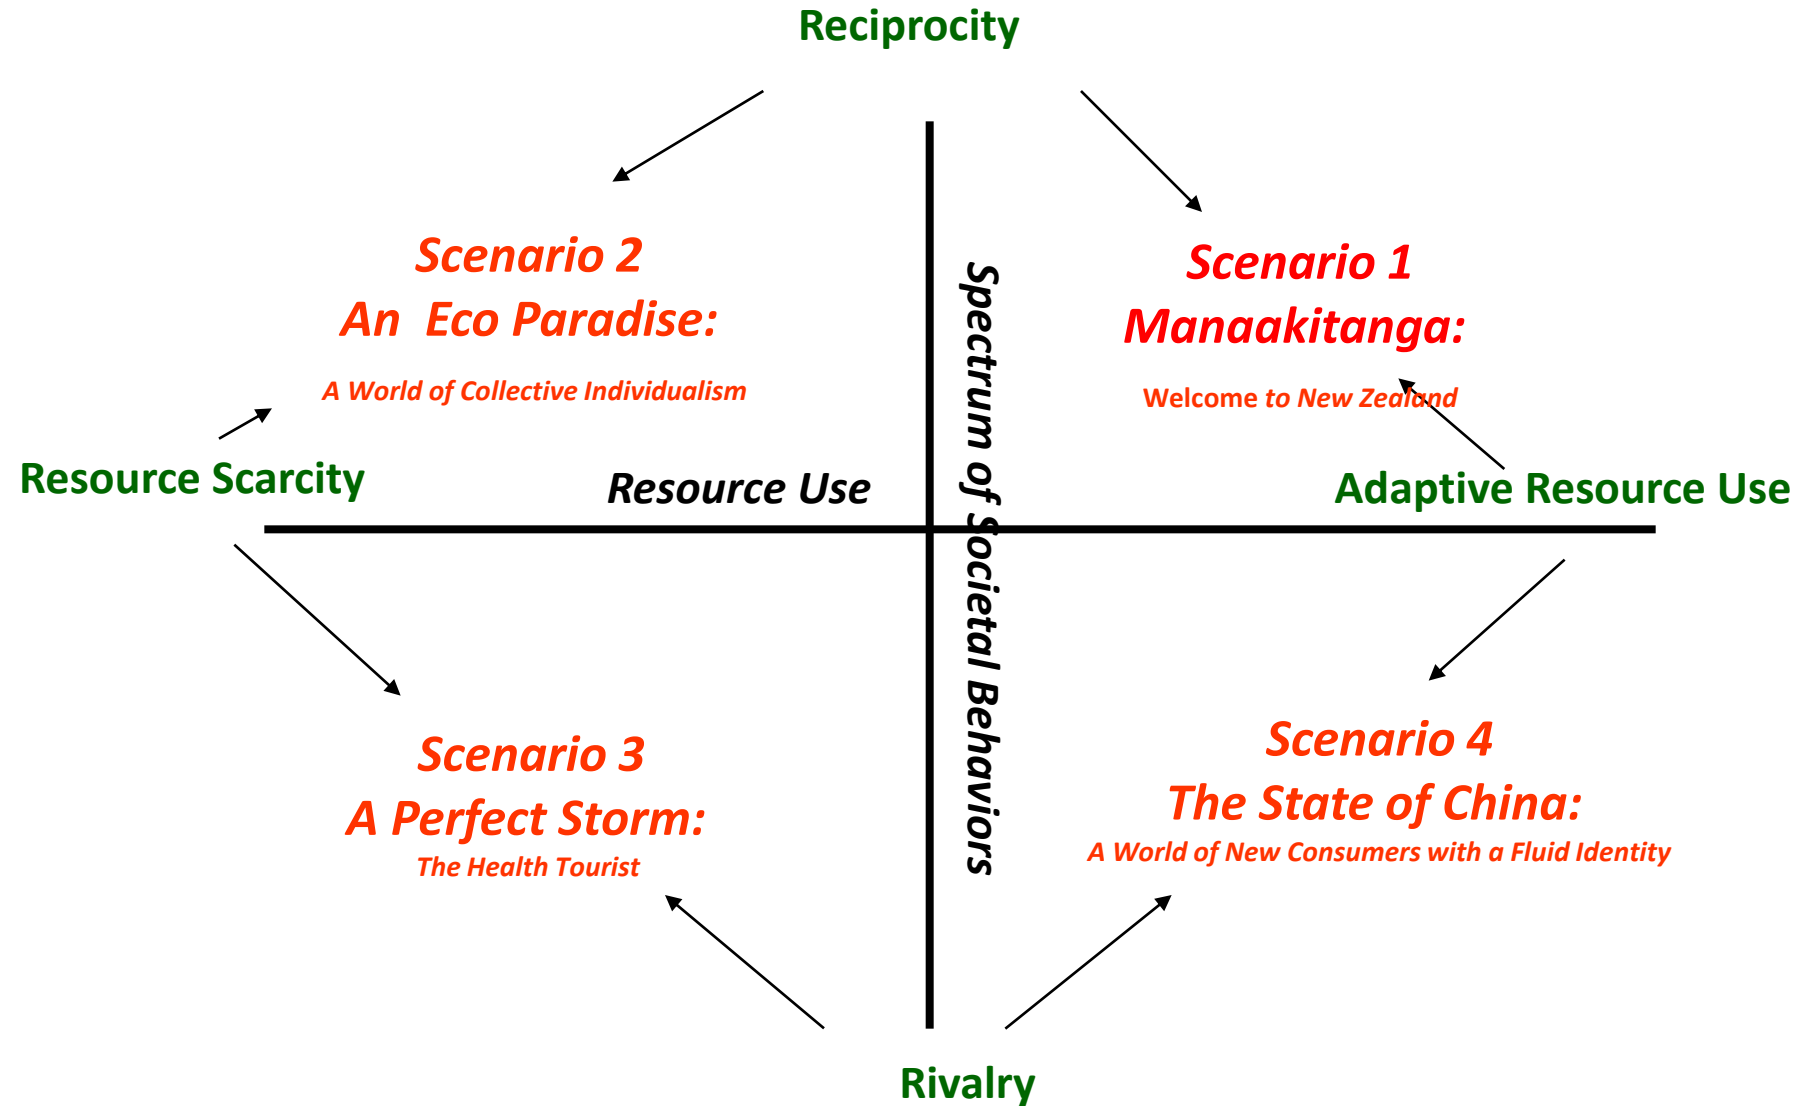 Reciprocity
Scenario 2
An Eco Paradise:
A World of Collective Individualism
Scenario 1
Manaakitanga:
Welcome to New Zealand
Resource Scarcity
Resource Use
Spectrum of Societal Behaviors
Adaptive Resource Use
Scenario 3
A Perfect Storm:
The Health Tourist
Scenario 4
The State of China:
A World of New Consumers with a Fluid Identity
Rivalry